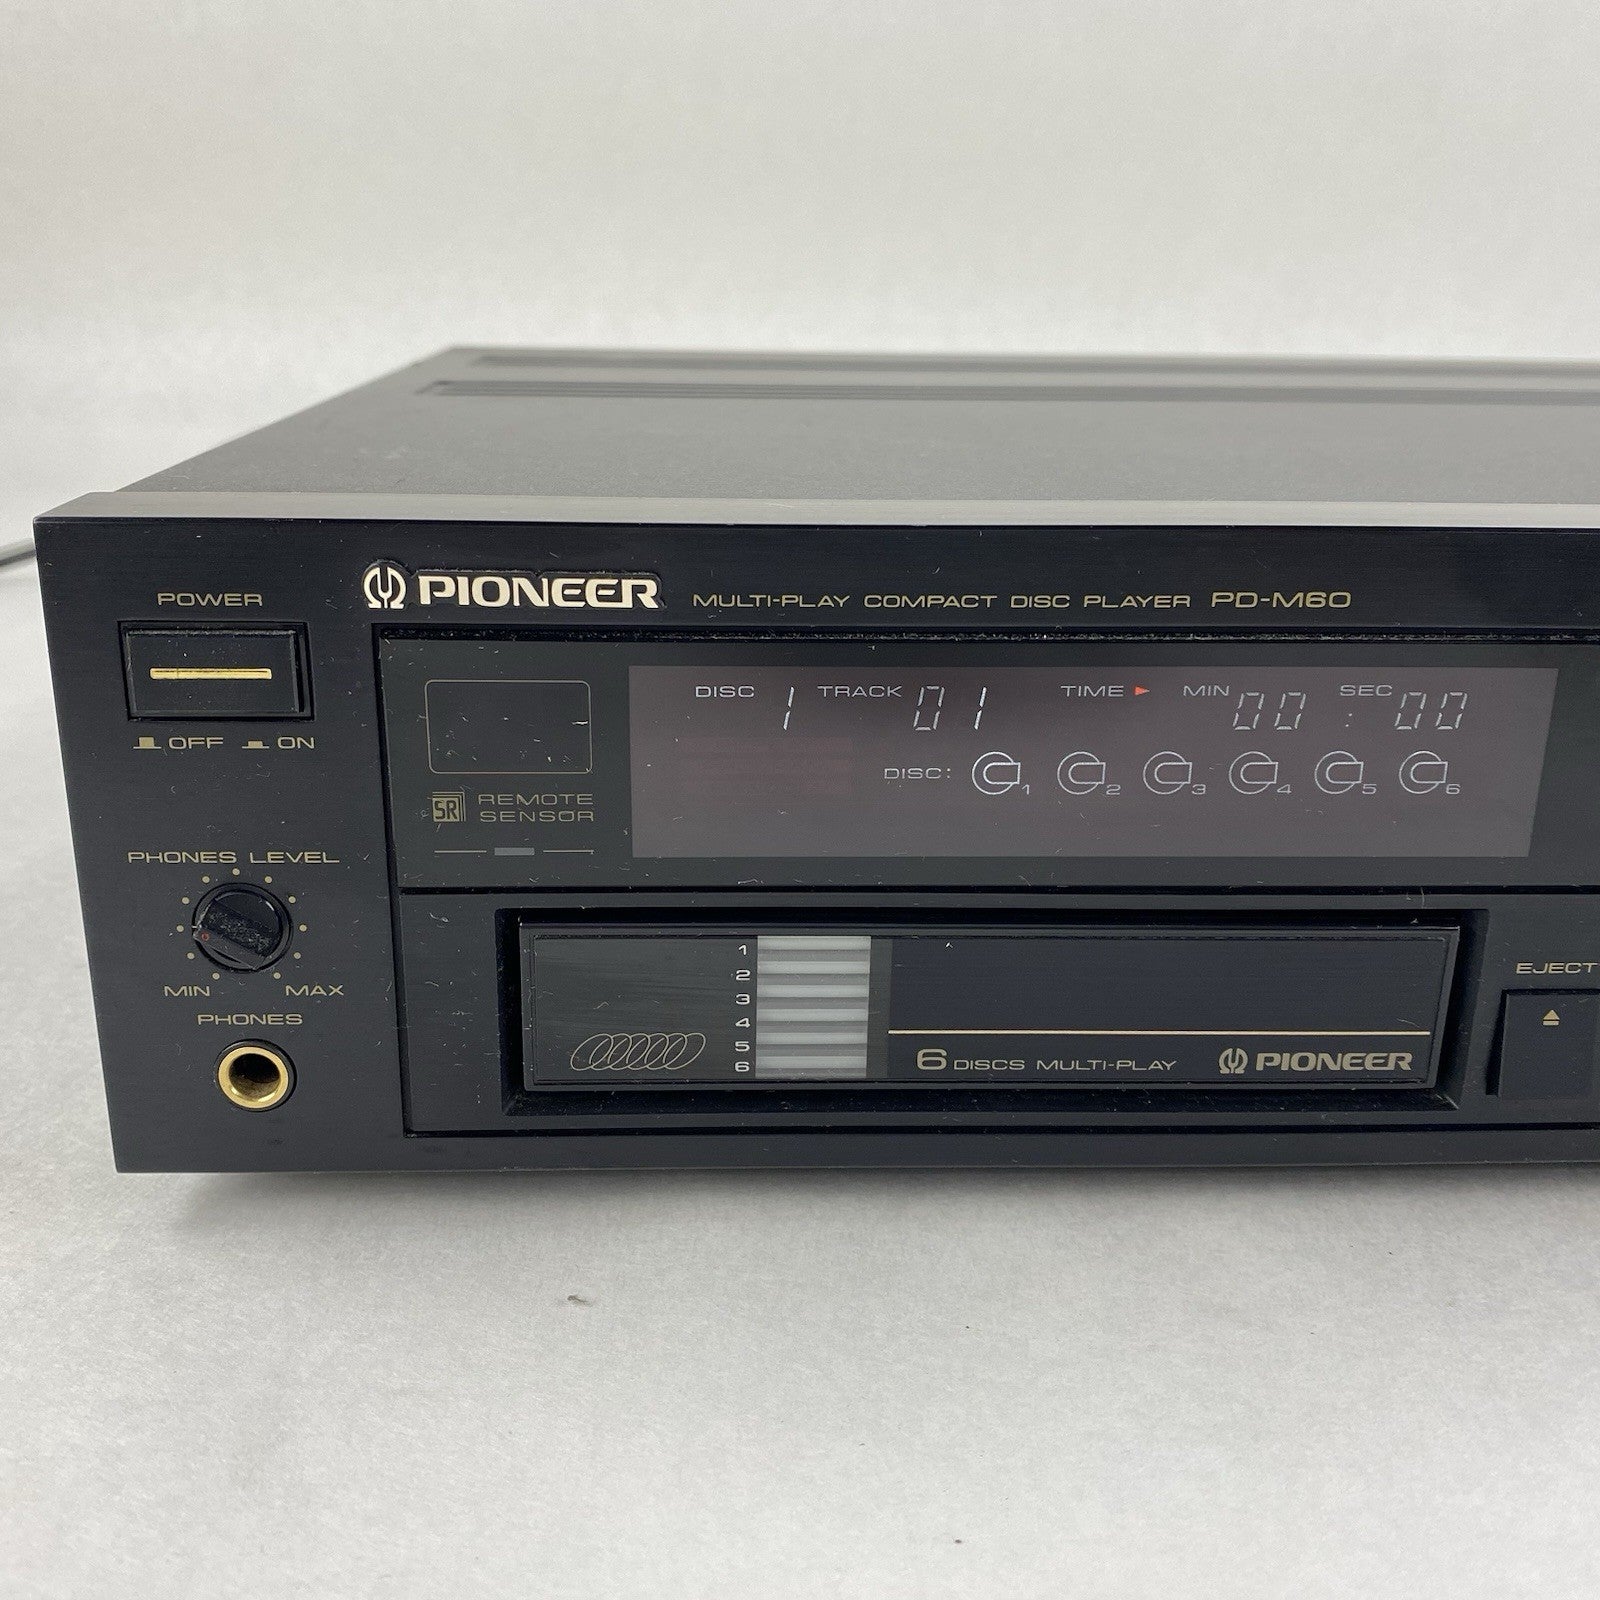 POWER
OFF ON
PIONEER MULTI-PLAY COMPACT DISC PLAYER PD-M60
DISC 1 TRACK 01 TIME MIN 00 : SEC 00
DISC: 1 2 3 4 5 6
SR REMOTE
SENSOR
PHONES LEVEL
MIN MAX
PHONES
1
2
3
4
5
6
6 DISCS MULTI-PLAY PIONEER
EJECT